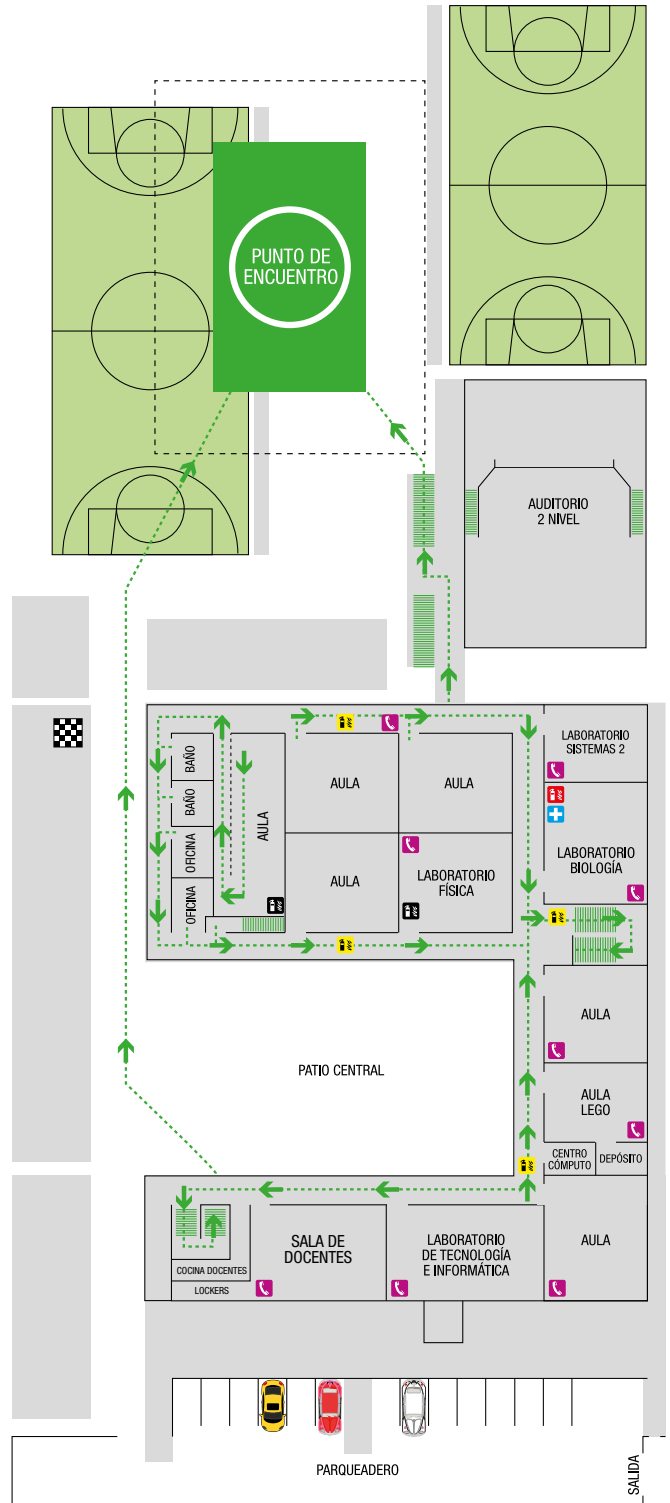 PUNTO DE
ENCUENTRO
AUDITORIO
2 NIVEL
LABORATORIO
SISTEMAS 2
BAÑO
BAÑO
OFICINA
OFICINA
AULA
AULA
AULA
AULA
LABORATORIO
FÍSICA
LABORATORIO
BIOLOGÍA
AULA
PATIO CENTRAL
AULA
LEGO
CENTRO
CÓMPUTO
DEPÓSITO
SALA DE
DOCENTES
LABORATORIO
DE TECNOLOGÍA
E INFORMÁTICA
AULA
COCINA DOCENTES
LOCKERS
PARQUEADERO
SALIDA